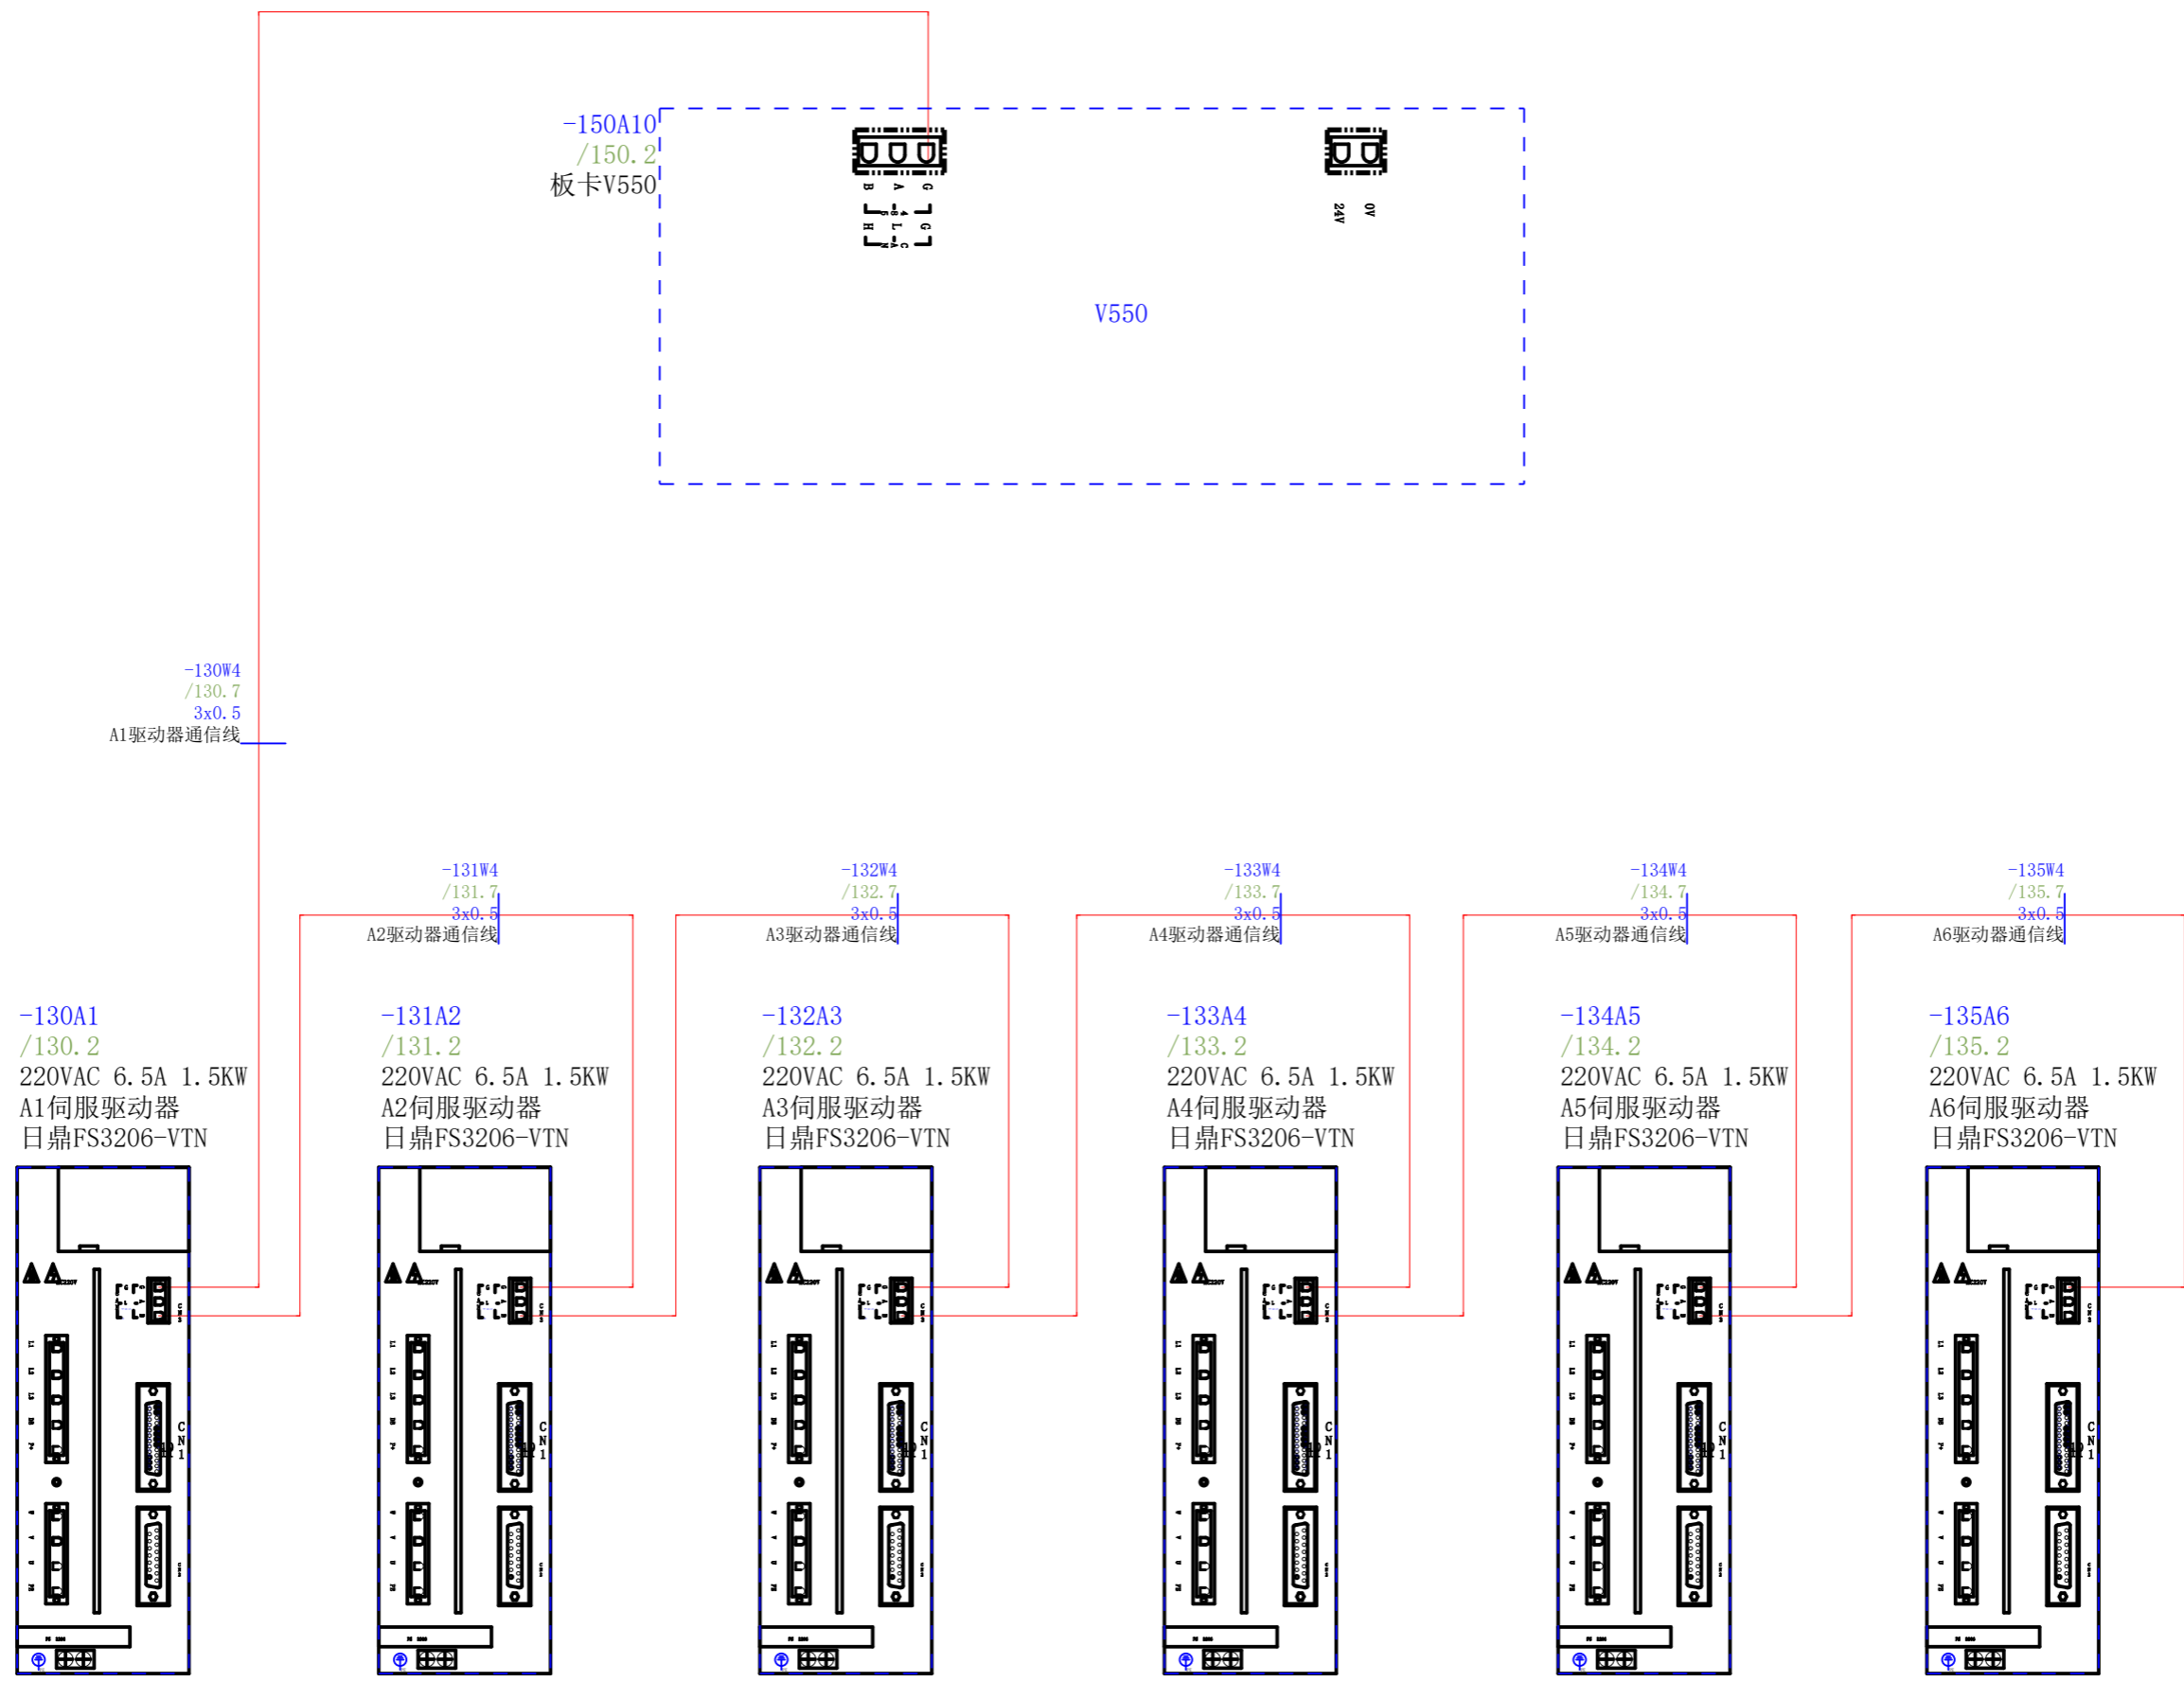 -150A10
/150.2
板卡V550
B A G
H L G
24V 0V
V550
-130W4
/130.7
3x0.5
A1驱动器通信线
-131W4
/131.7
3x0.5
A2驱动器通信线
-132W4
/132.7
3x0.5
A3驱动器通信线
-133W4
/133.7
3x0.5
A4驱动器通信线
-134W4
/134.7
3x0.5
A5驱动器通信线
-135W4
/135.7
3x0.5
A6驱动器通信线
-130A1
/130.2
220VAC 6.5A 1.5KW
A1伺服驱动器
日鼎FS3206-VTN
-131A2
/131.2
220VAC 6.5A 1.5KW
A2伺服驱动器
日鼎FS3206-VTN
-132A3
/132.2
220VAC 6.5A 1.5KW
A3伺服驱动器
日鼎FS3206-VTN
-133A4
/133.2
220VAC 6.5A 1.5KW
A4伺服驱动器
日鼎FS3206-VTN
-134A5
/134.2
220VAC 6.5A 1.5KW
A5伺服驱动器
日鼎FS3206-VTN
-135A6
/135.2
220VAC 6.5A 1.5KW
A6伺服驱动器
日鼎FS3206-VTN
CN1
CN1
CN1
CN1
CN1
CN1